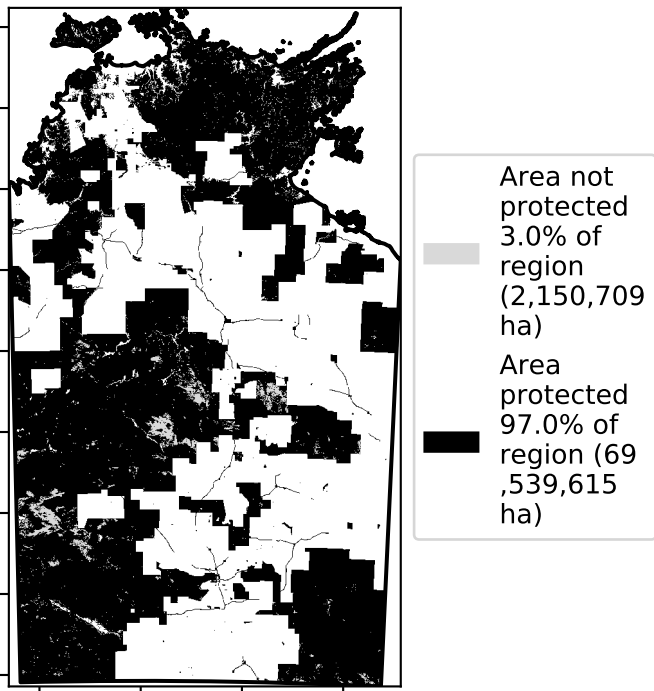 Area not
protected
3.0% of
region
(2,150,709
ha)
Area
protected
97.0% of
region (69
,539,615
ha)